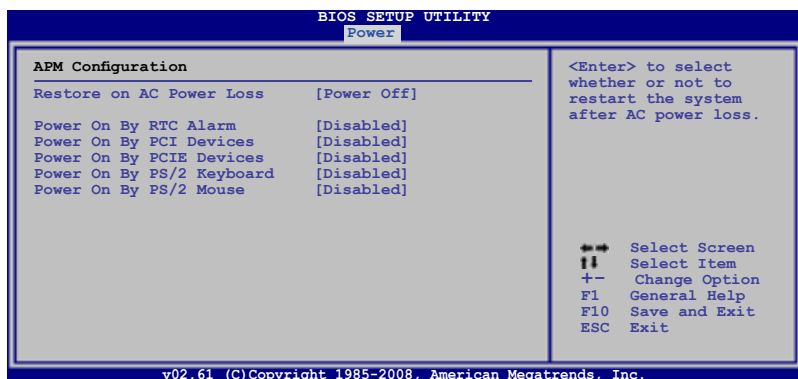 BIOS SETUP UTILITY
Power
APM Configuration
Restore on AC Power Loss [Power Off]
Power On By RTC Alarm [Disabled]
Power On By PCI Devices [Disabled]
Power On By PCIE Devices [Disabled]
Power On By PS/2 Keyboard [Disabled]
Power On By PS/2 Mouse [Disabled]
<Enter> to select
whether or not to
restart the system
after AC power loss.
←→ Select Screen
↑↓ Select Item
+- Change Option
F1 General Help
F10 Save and Exit
ESC Exit
v02.61 (C)Copyright 1985-2008, American Megatrends, Inc.